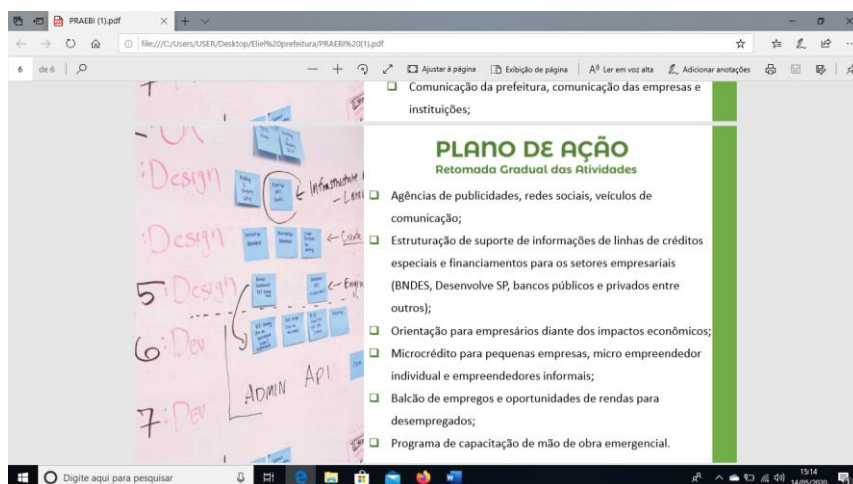 PRAEBI (1).pdf
file:///C:/Users/USER/Desktop/Eliel%20prefeitura/PRAEBI%20(1).pdf
6 de 6
Ajustar à página
Exibição de página
Ler em voz alta
Adicionar anotações
Comunicação da prefeitura, comunicação das empresas e
instituições;
PLANO DE AÇÃO
Retomada Gradual das Atividades
:Design
Infrastructure
Agências de publicidades, redes sociais, veículos de
comunicação;
:Design
Estruturação de suporte de informações de linhas de créditos
especiais e financiamentos para os setores empresariais
(BNDES, Desenvolve SP, bancos públicos e privados entre
outros);
5:Design
Orientação para empresários diante dos impactos econômicos;
6:Dev
Microcrédito para pequenas empresas, micro empreendedor
individual e empreendedores informais;
ADMIN API
Balcão de empregos e oportunidades de rendas para
desempregados;
7:Dev
Programa de capacitação de mão de obra emergencial.
Digite aqui para pesquisar
15:14
14/05/2020